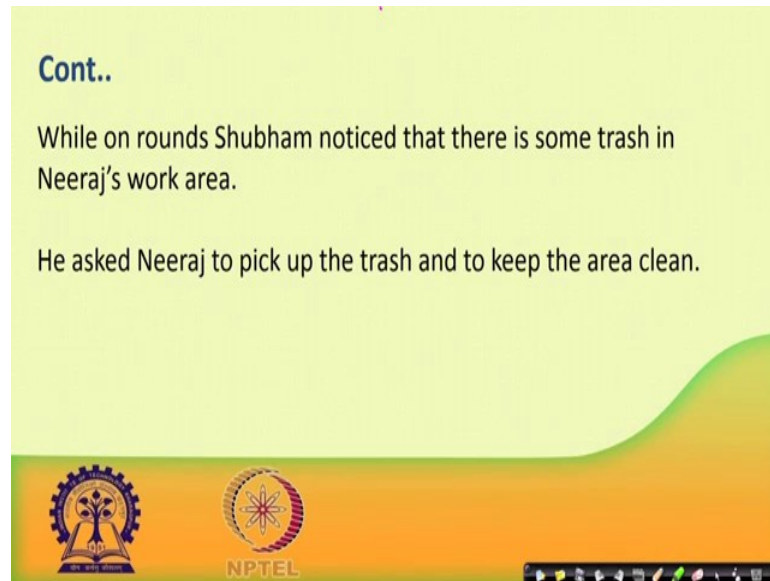 Cont..
While on rounds Shubham noticed that there is some trash in
Neeraj's work area.
He asked Neeraj to pick up the trash and to keep the area clean.
NPTEL